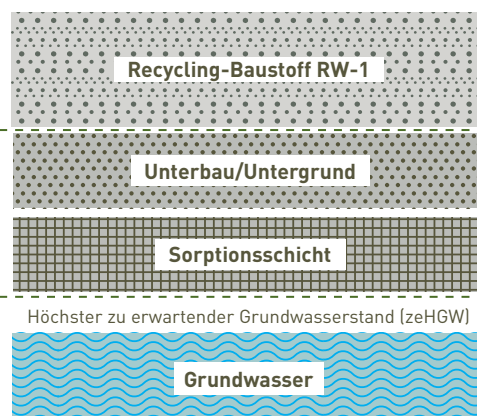 Recycling-Baustoff RW-1
Unterbau/Untergrund
Sorptionsschicht
Höchster zu erwartender Grundwasserstand (zeHGW)
Grundwasser